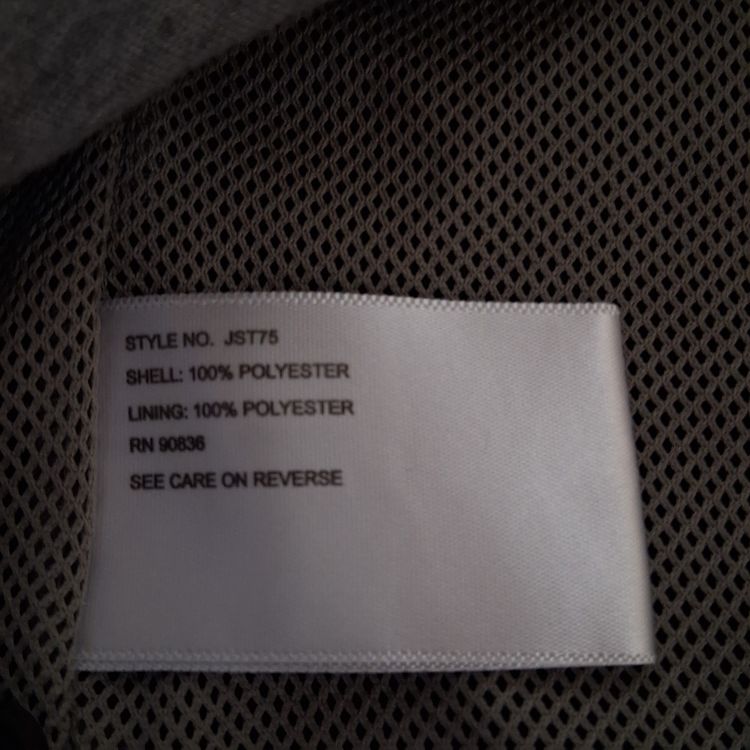 STYLE NO. JST75
SHELL: 100% POLYESTER
LINING: 100% POLYESTER
RN 90836
SEE CARE ON REVERSE